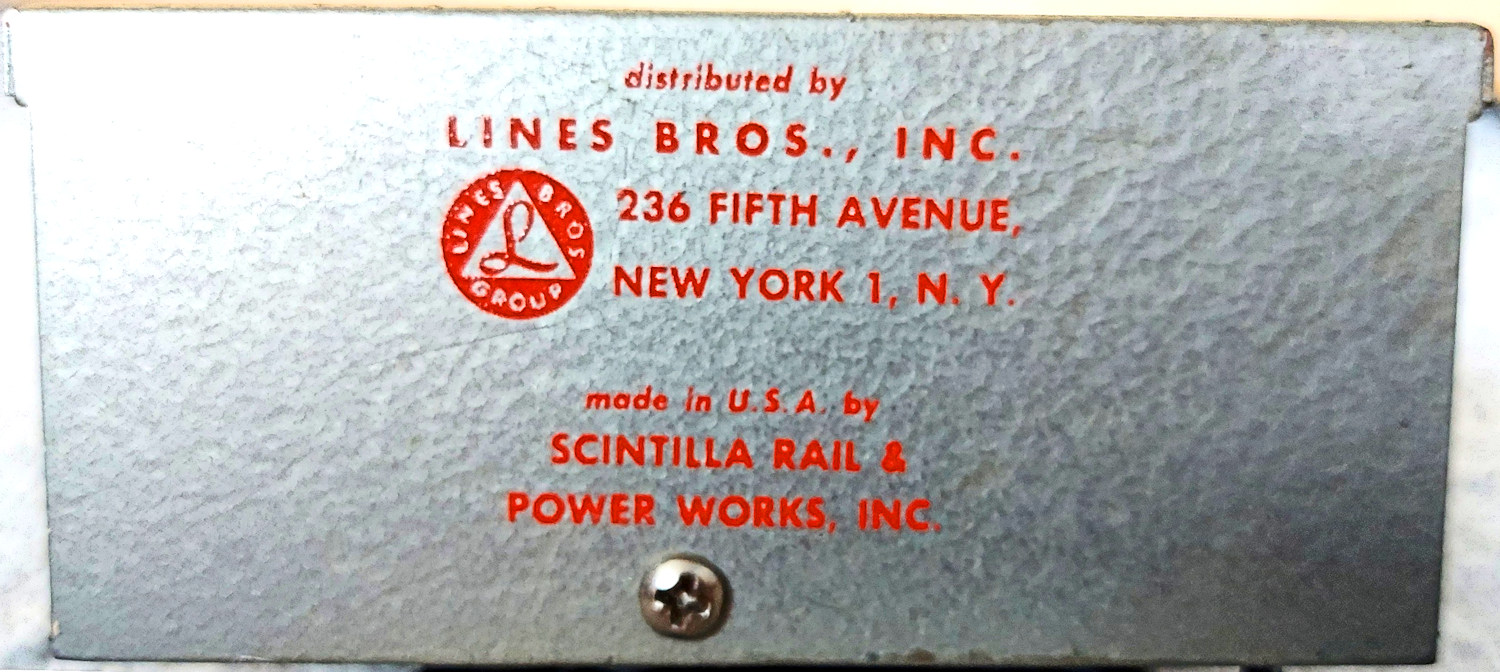 distributed by
LINES BROS., INC.
LINES BROS
GROUP
236 FIFTH AVENUE,
NEW YORK 1, N. Y.
made in U.S.A. by
SCINTILLA RAIL &
POWER WORKS, INC.